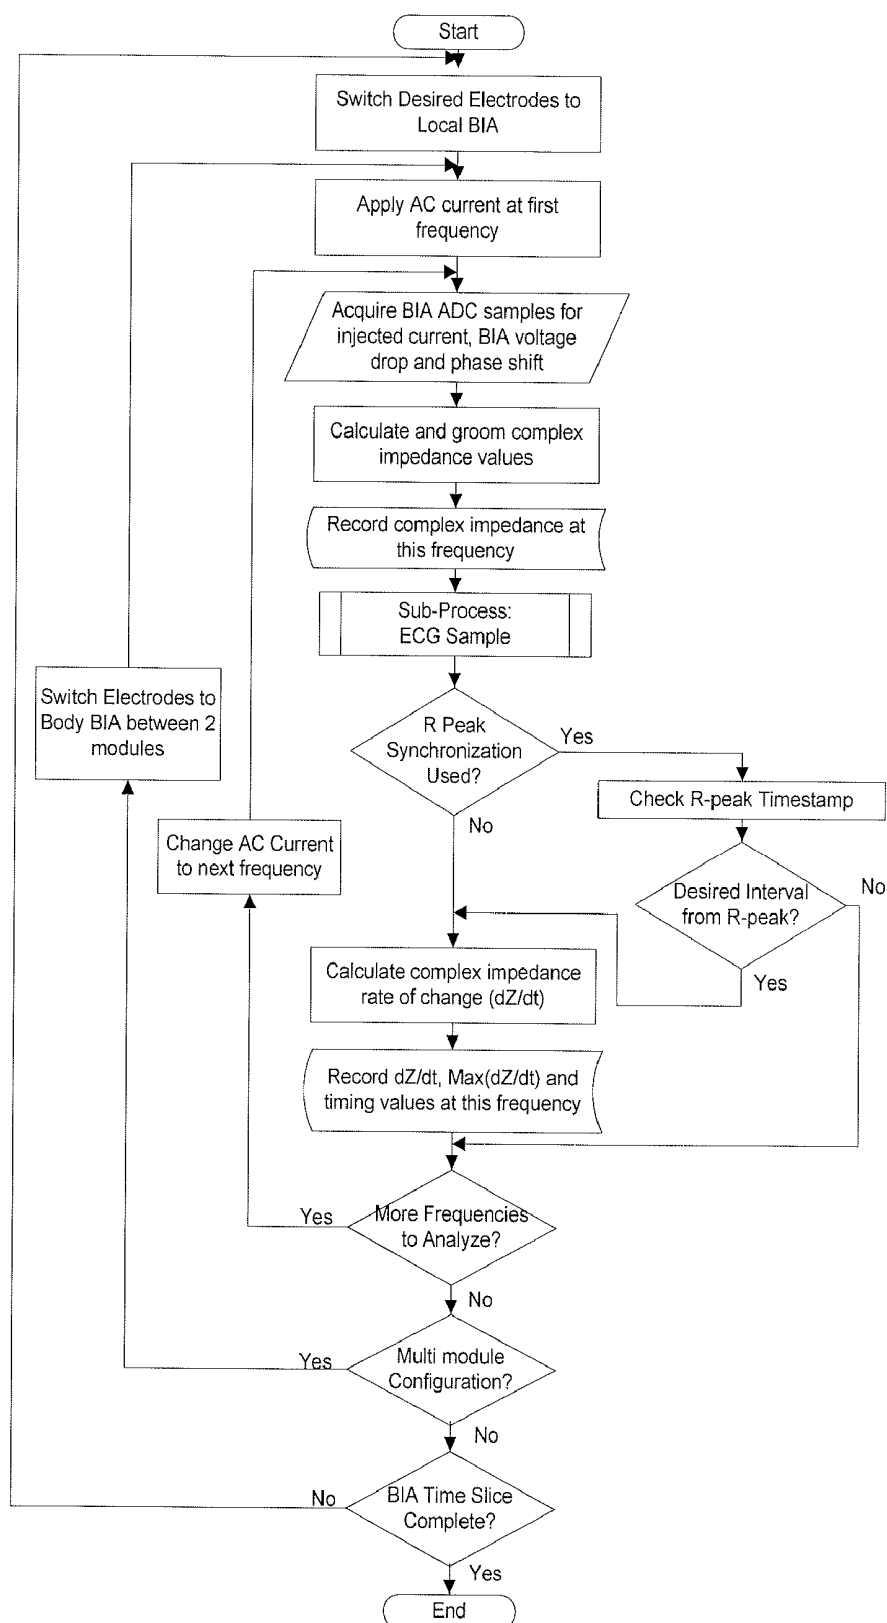 Start
Switch Desired Electrodes to
Local BIA
Apply AC current at first
frequency
Acquire BIA ADC samples for
injected current, BIA voltage
drop and phase shift
Calculate and groom complex
impedance values
Record complex impedance at
this frequency
Sub-Process:
ECG Sample
Switch Electrodes to
Body BIA between 2
modules
R Peak
Synchronization
Used?
Yes
No
Check R-peak Timestamp
Change AC Current
to next frequency
Desired Interval
from R-peak?
No
Yes
Calculate complex impedance
rate of change (dZ/dt)
Record dZ/dt, Max(dZ/dt) and
timing values at this frequency
More Frequencies
to Analyze?
Yes
No
Multi module
Configuration?
Yes
No
BIA Time Slice
Complete?
No
Yes
End